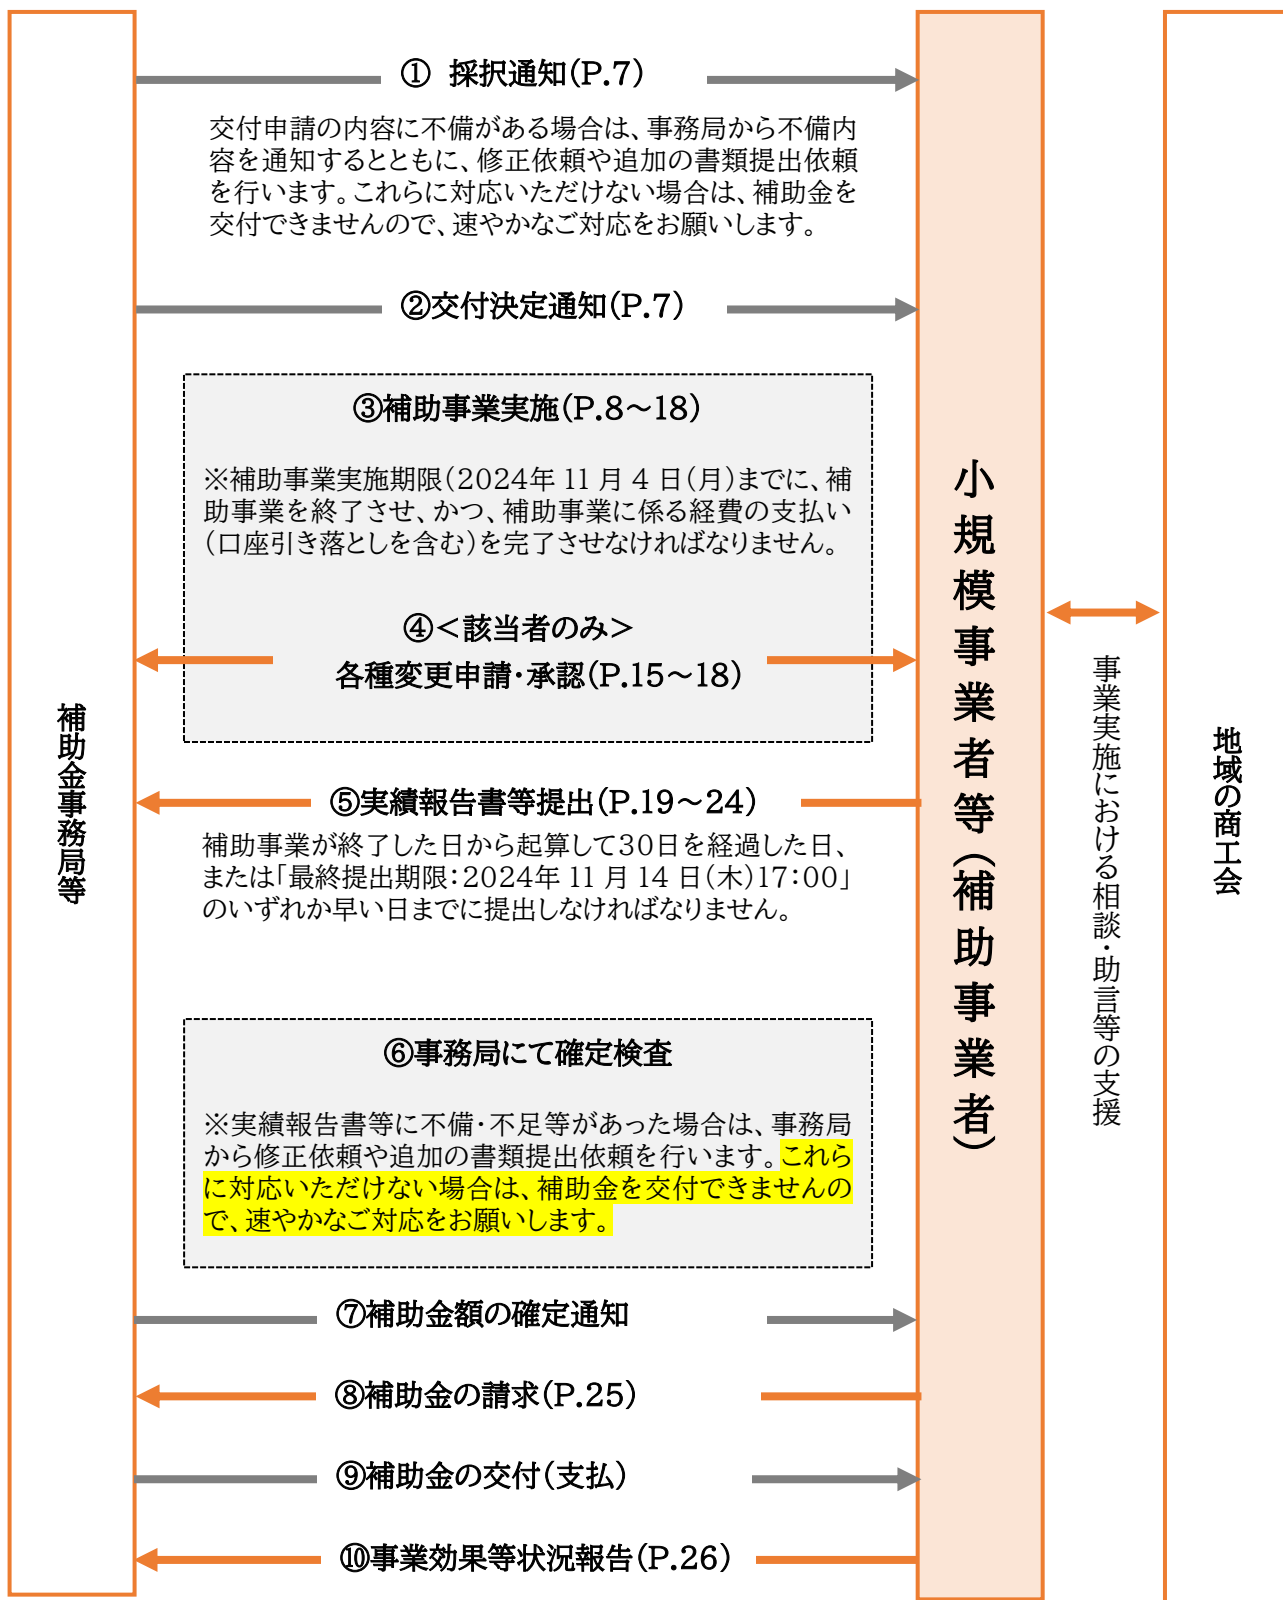 ① 採択通知(P.7)
交付申請の内容に不備がある場合は、事務局から不備内
容を通知するとともに、修正依頼や追加の書類提出依頼
を行います。これらに対応いただけない場合は、補助金を
交付できませんので、速やかなご対応をお願いします。
②交付決定通知(P.7)
③補助事業実施(P.8～18)
※補助事業実施期限(2024年 11 月 4 日(月)までに、補
助事業を終了させ、かつ、補助事業に係る経費の支払い
(口座引き落としを含む)を完了させなければなりません。
④＜該当者のみ＞
各種変更申請・承認(P.15～18)
⑤実績報告書等提出(P.19～24)
補助事業が終了した日から起算して30日を経過した日、
または「最終提出期限：2024年 11 月 14 日(木)17：00」
のいずれか早い日までに提出しなければなりません。
⑥事務局にて確定検査
※実績報告書等に不備・不足等があった場合は、事務局
から修正依頼や追加の書類提出依頼を行います。これら
に対応いただけない場合は、補助金を交付できませんの
で、速やかなご対応をお願いします。
⑦補助金額の確定通知
⑧補助金の請求(P.25)
⑨補助金の交付(支払)
⑩事業効果等状況報告(P.26)
補助金事務局等
小規模事業者等(補助事業者)
事業実施における相談・助言等の支援
地域の商工会